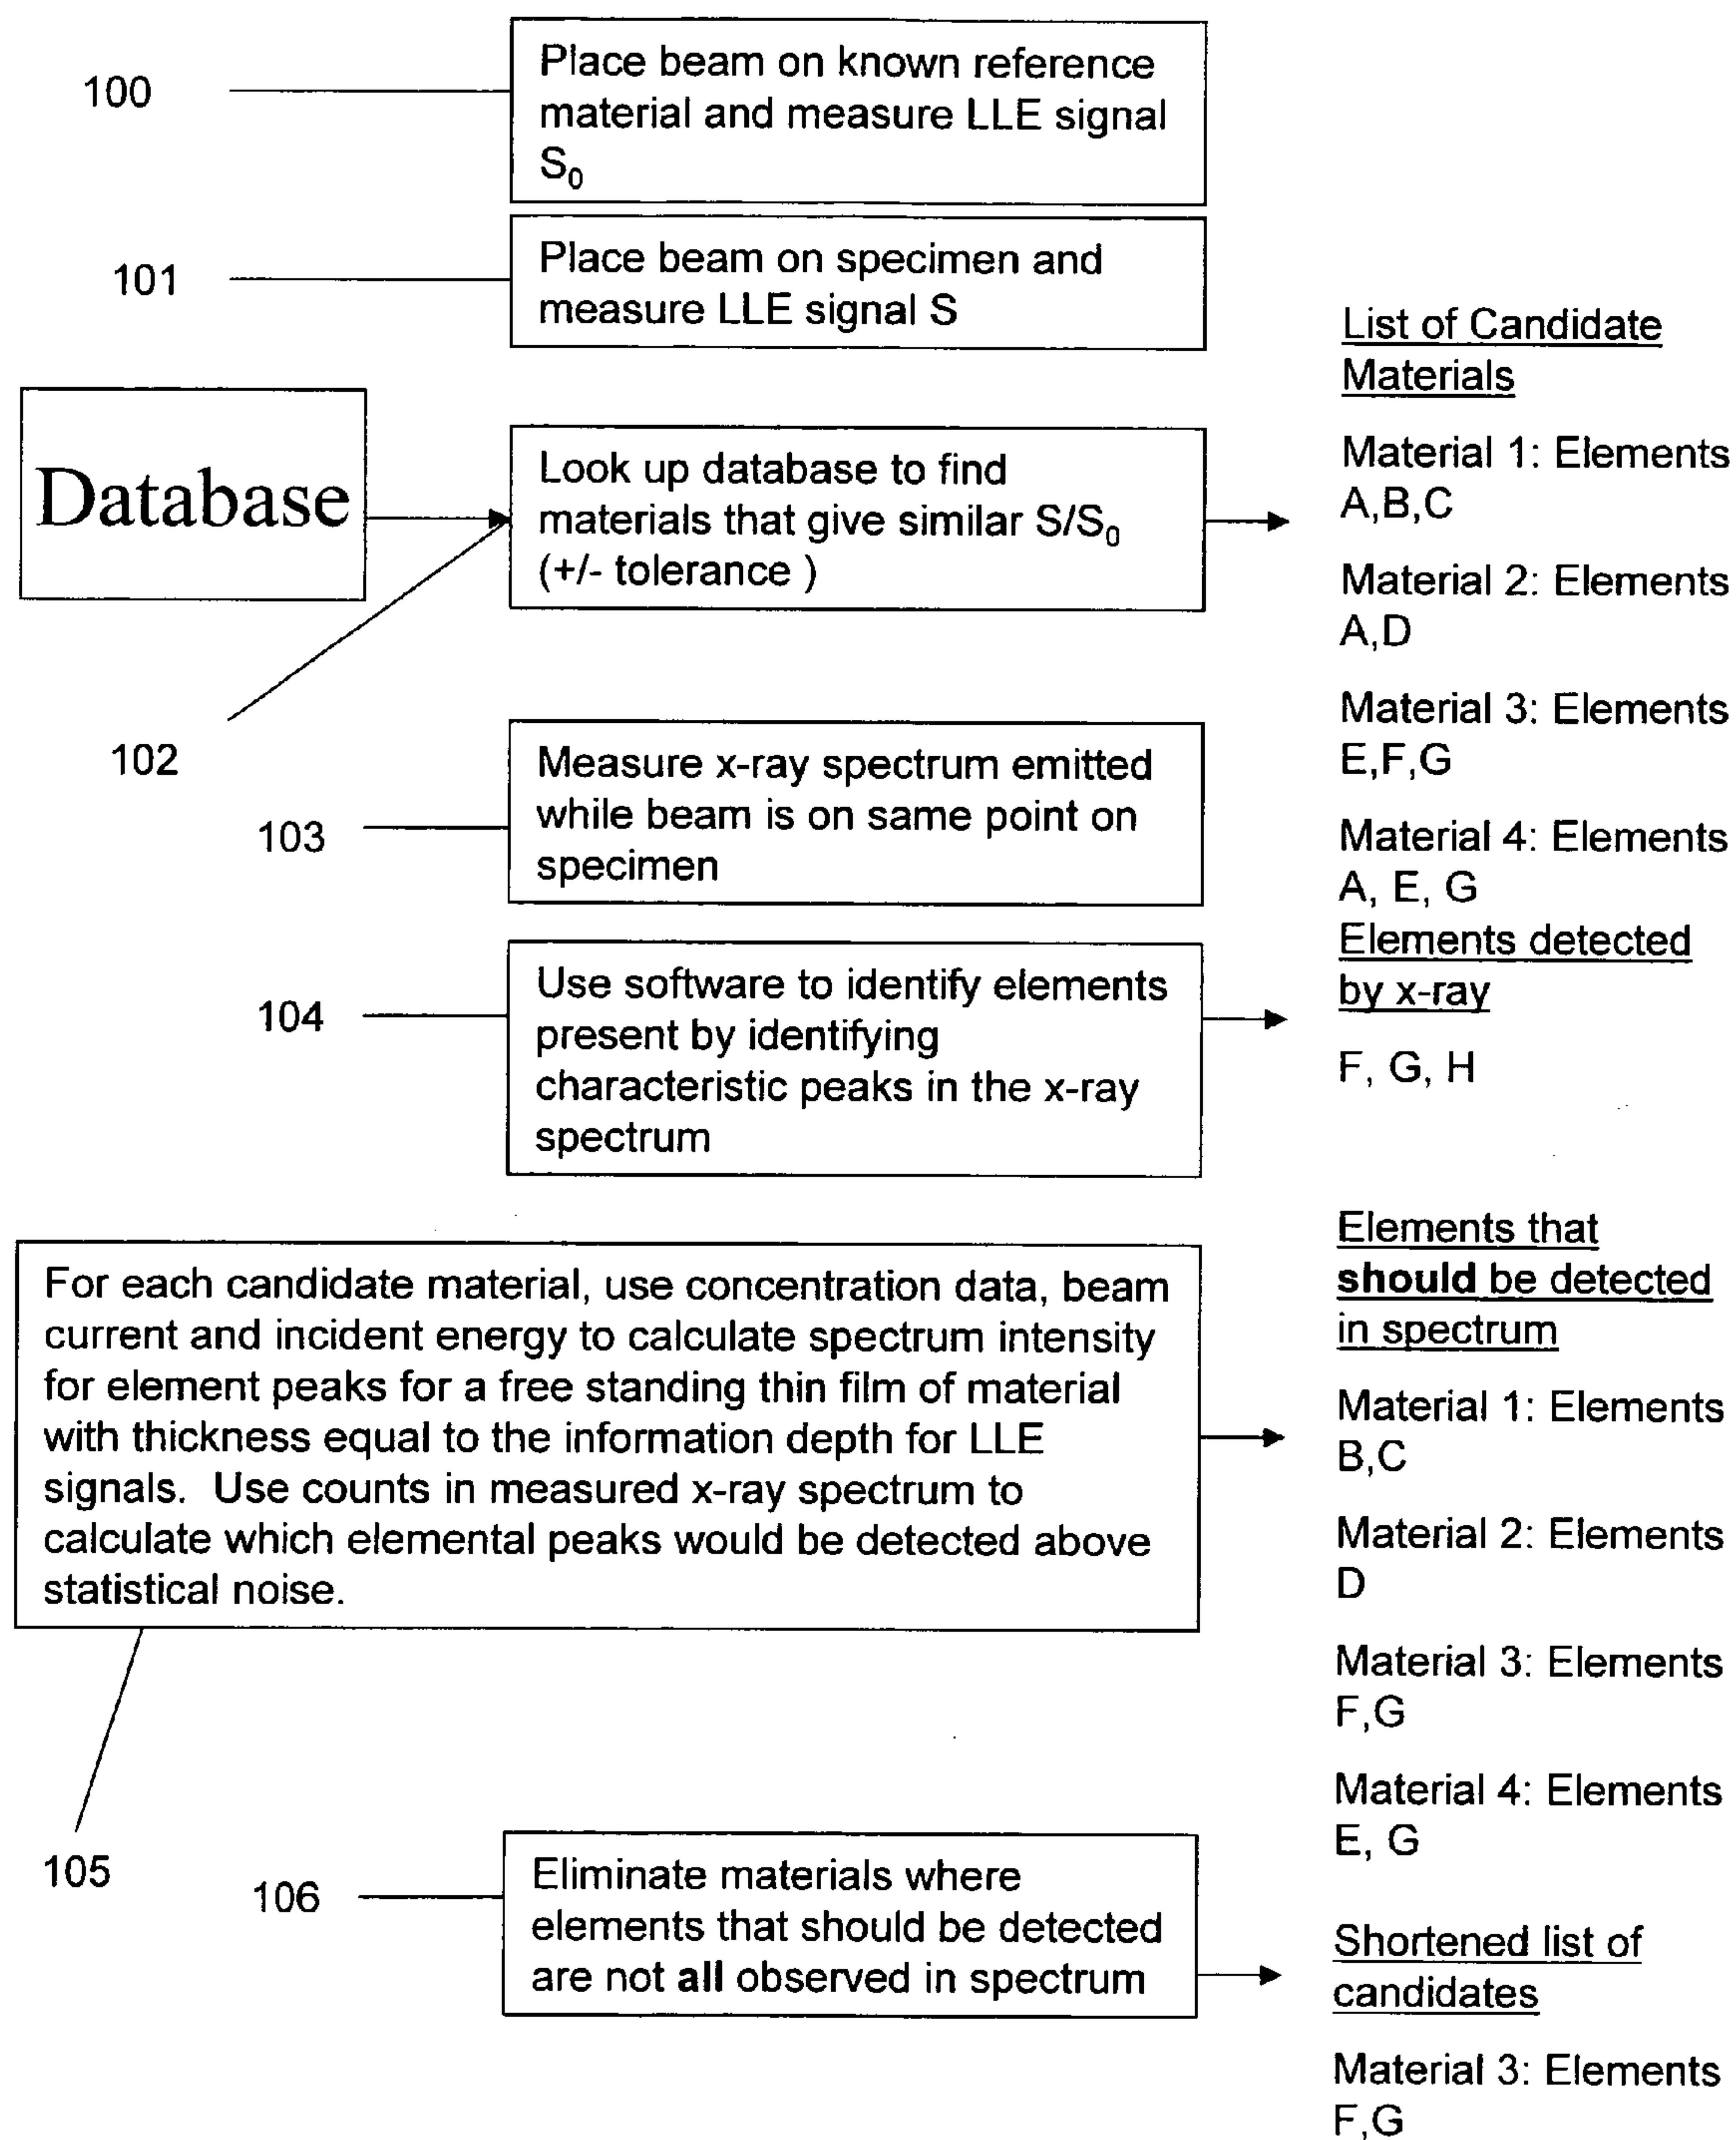 100
Place beam on known reference
material and measure LLE signal
S₀
101
Place beam on specimen and
measure LLE signal S
List of Candidate
Materials
Database
Look up database to find
materials that give similar S/S₀
(+/- tolerance )
102
Material 1: Elements
A,B,C
Material 2: Elements
A,D
Material 3: Elements
E,F,G
Material 4: Elements
A, E, G
103
Measure x-ray spectrum emitted
while beam is on same point on
specimen
104
Use software to identify elements
present by identifying
characteristic peaks in the x-ray
spectrum
Elements detected
by x-ray
F, G, H
For each candidate material, use concentration data, beam
current and incident energy to calculate spectrum intensity
for element peaks for a free standing thin film of material
with thickness equal to the information depth for LLE
signals. Use counts in measured x-ray spectrum to
calculate which elemental peaks would be detected above
statistical noise.
105
Elements that
should be detected
in spectrum
Material 1: Elements
B,C
Material 2: Elements
D
Material 3: Elements
F,G
Material 4: Elements
E, G
106
Eliminate materials where
elements that should be detected
are not all observed in spectrum
Shortened list of
candidates
Material 3: Elements
F,G